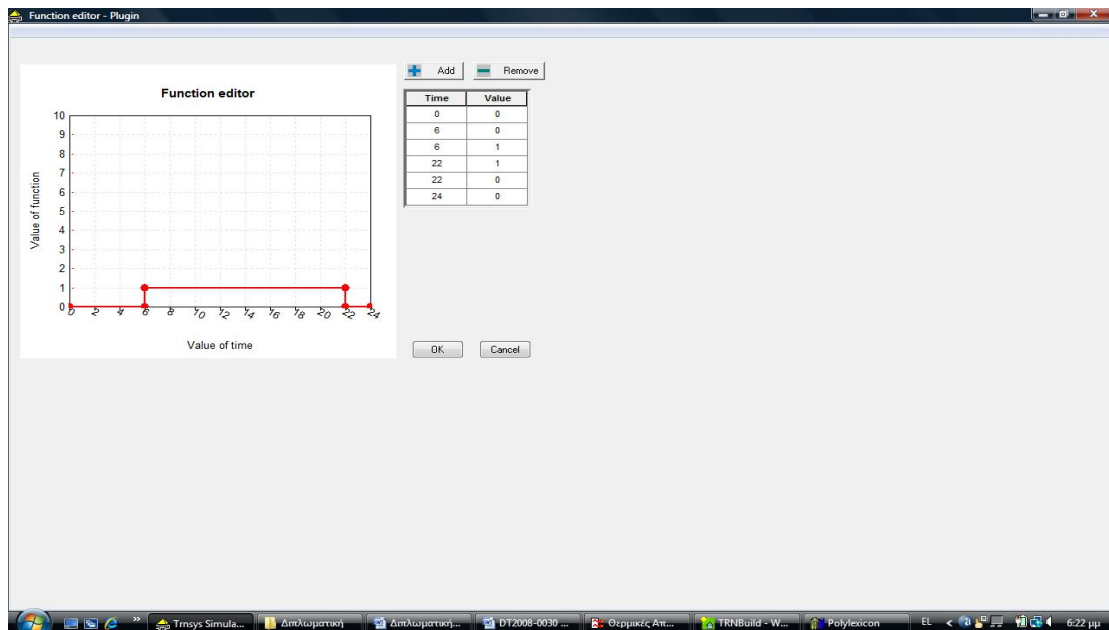 Function editor - Plugin
Add Remove
Function editor
Time Value
0 0
6 0
6 1
22 1
22 0
24 0
10
9
8
7
6
5
4
3
2
1
0
Value of function
0 2 4 6 8 10 12 14 16 18 20 22 24
Value of time
OK Cancel
Trnsys Simula... Διπλωματική Διπλωματική... DT2008-0030 ... Θερμικές Απ... TRNBuild - W... Polylexicon EL 6:22 μμ